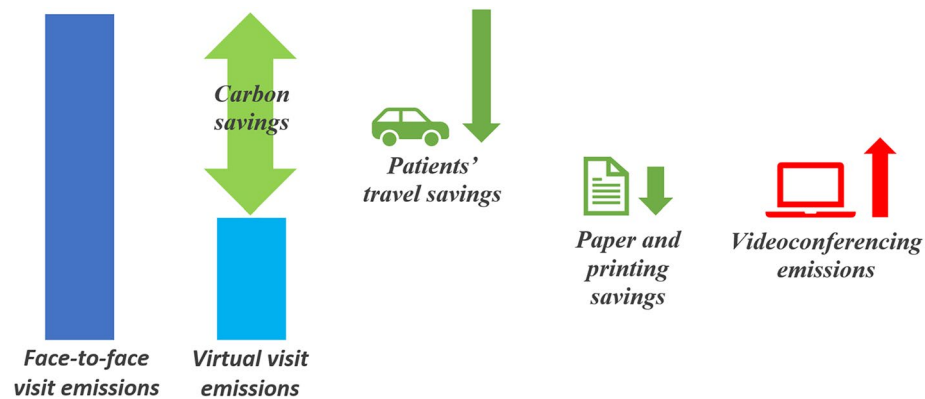 Carbon
savings
Patients’
travel savings
Paper and
printing
savings
Videoconferencing
emissions
Face-to-face
visit emissions
Virtual visit
emissions